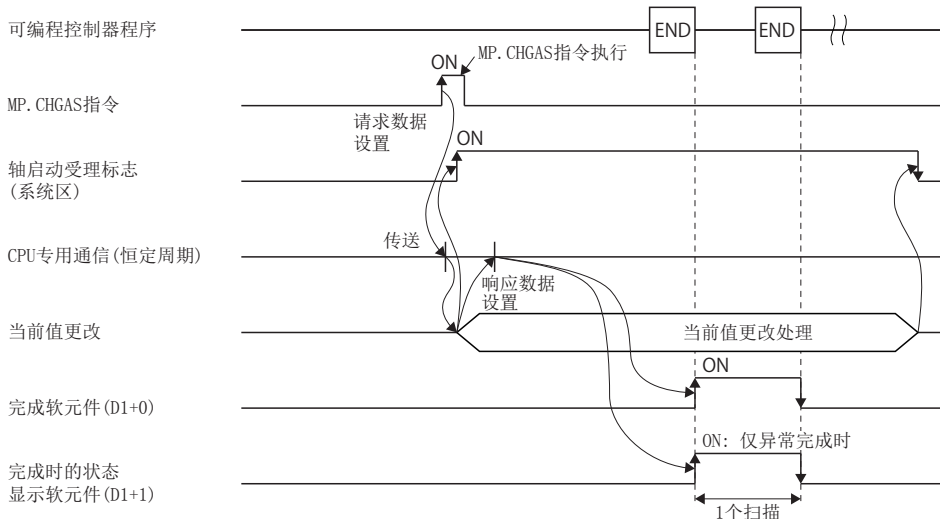 可编程控制器程序
END
END
ON
MP.CHGAS指令执行
MP.CHGAS指令
请求数据
设置
ON
轴启动受理标志
(系统区)
传送
CPU专用通信(恒定周期)
响应数据
设置
当前值更改
当前值更改处理
ON
完成软元件(D1+0)
ON: 仅异常完成时
完成时的状态
显示软元件(D1+1)
1个扫描